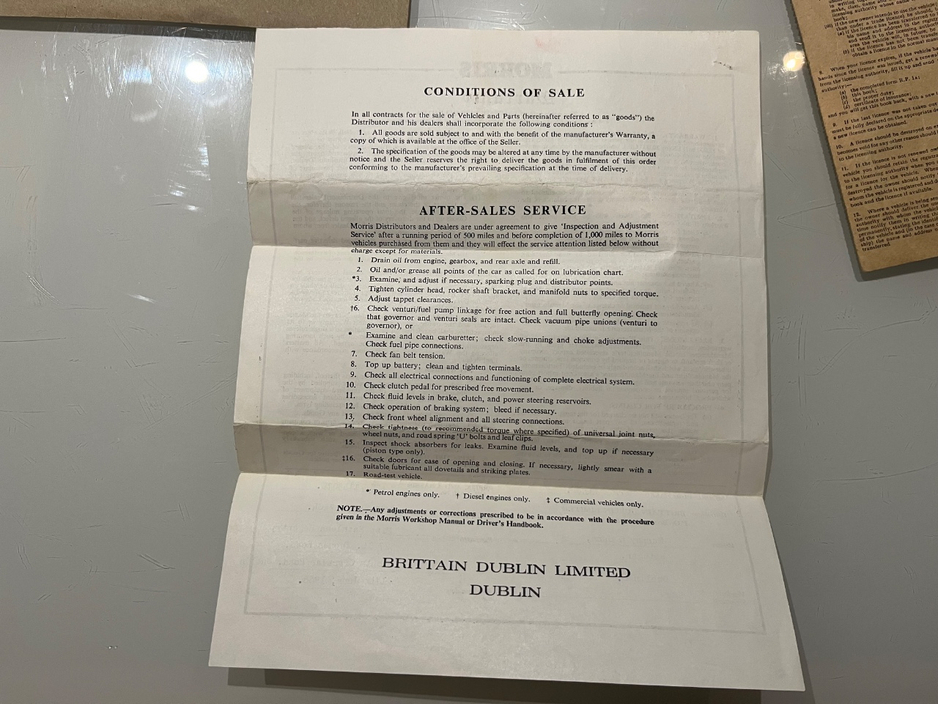 CONDITIONS OF SALE
In all contracts for the sale of Vehicles and Parts (hereinafter referred to as "goods") the
Distributor and his dealers shall incorporate the following conditions :
1. All goods are sold subject to and with the benefit of the manufacturer's Warranty, a
copy of which is available at the office of the Seller.
2. The specification of the goods may be altered at any time by the manufacturer without
notice and the Seller reserves the right to deliver the goods in fulfilment of this order
conforming to the manufacturer's prevailing specification at the time of delivery.
AFTER-SALES SERVICE
Morris Distributors and Dealers are under agreement to give 'Inspection and Adjustment
Service' after a running period of 500 miles and before completion of 1,000 miles to Morris
vehicles purchased from them and they will effect the service attention listed below without
charge except for materials.
1. Drain oil from engine, gearbox, and rear axle and refill.
2. Oil and/or grease all points of the car as called for on lubrication chart.
*3. Examine, and adjust if necessary, sparking plug and distributor points.
4. Tighten cylinder head, rocker shaft bracket, and manifold nuts to specified torque.
5. Adjust tappet clearances.
†6. Check venturi/fuel pump linkage for free action and full butterfly opening. Check
that governor and venturi seals are intact. Check vacuum pipe unions (venturi to
governor), or
* Examine and clean carburetter; check slow-running and choke adjustments.
Check fuel pipe connections.
7. Check fan belt tension.
8. Top up battery; clean and tighten terminals.
9. Check all electrical connections and functioning of complete electrical system.
10. Check clutch pedal for prescribed free movement.
11. Check fluid levels in brake, clutch, and power steering reservoirs.
12. Check operation of braking system; bleed if necessary.
13. Check front wheel alignment and all steering connections.
14. Check tightness (to recommended torque where specified) of universal joint nuts,
wheel nuts, and road spring 'U' bolts and leaf clips.
15. Inspect shock absorbers for leaks. Examine fluid levels, and top up if necessary
(piston type only).
‡16. Check doors for ease of opening and closing. If necessary, lightly smear with a
suitable lubricant all dovetails and striking plates.
17. Road-test vehicle.
* Petrol engines only. † Diesel engines only. ‡ Commercial vehicles only.
NOTE.—Any adjustments or corrections prescribed to be in accordance with the procedure
given in the Morris Workshop Manual or Driver's Handbook.
BRITTAIN DUBLIN LIMITED
DUBLIN